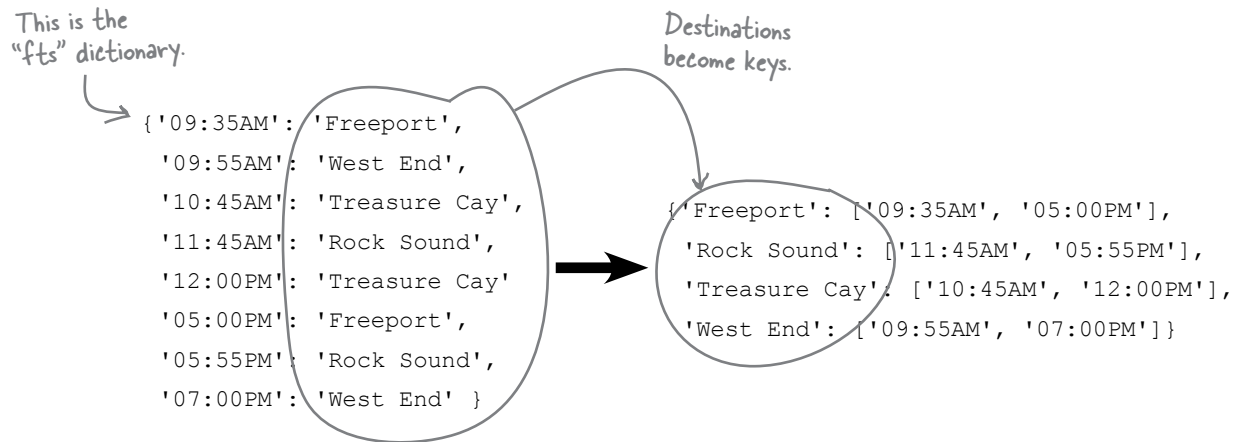 This is the
“fts” dictionary.
Destinations
become keys.
{'09:35AM': 'Freeport',
'09:55AM': 'West End',
'10:45AM': 'Treasure Cay',
'11:45AM': 'Rock Sound',
'12:00PM': 'Treasure Cay'
'05:00PM': 'Freeport',
'05:55PM': 'Rock Sound',
'07:00PM': 'West End' }
{'Freeport': ['09:35AM', '05:00PM'],
'Rock Sound': ['11:45AM', '05:55PM'],
'Treasure Cay': ['10:45AM', '12:00PM'],
'West End': ['09:55AM', '07:00PM']}